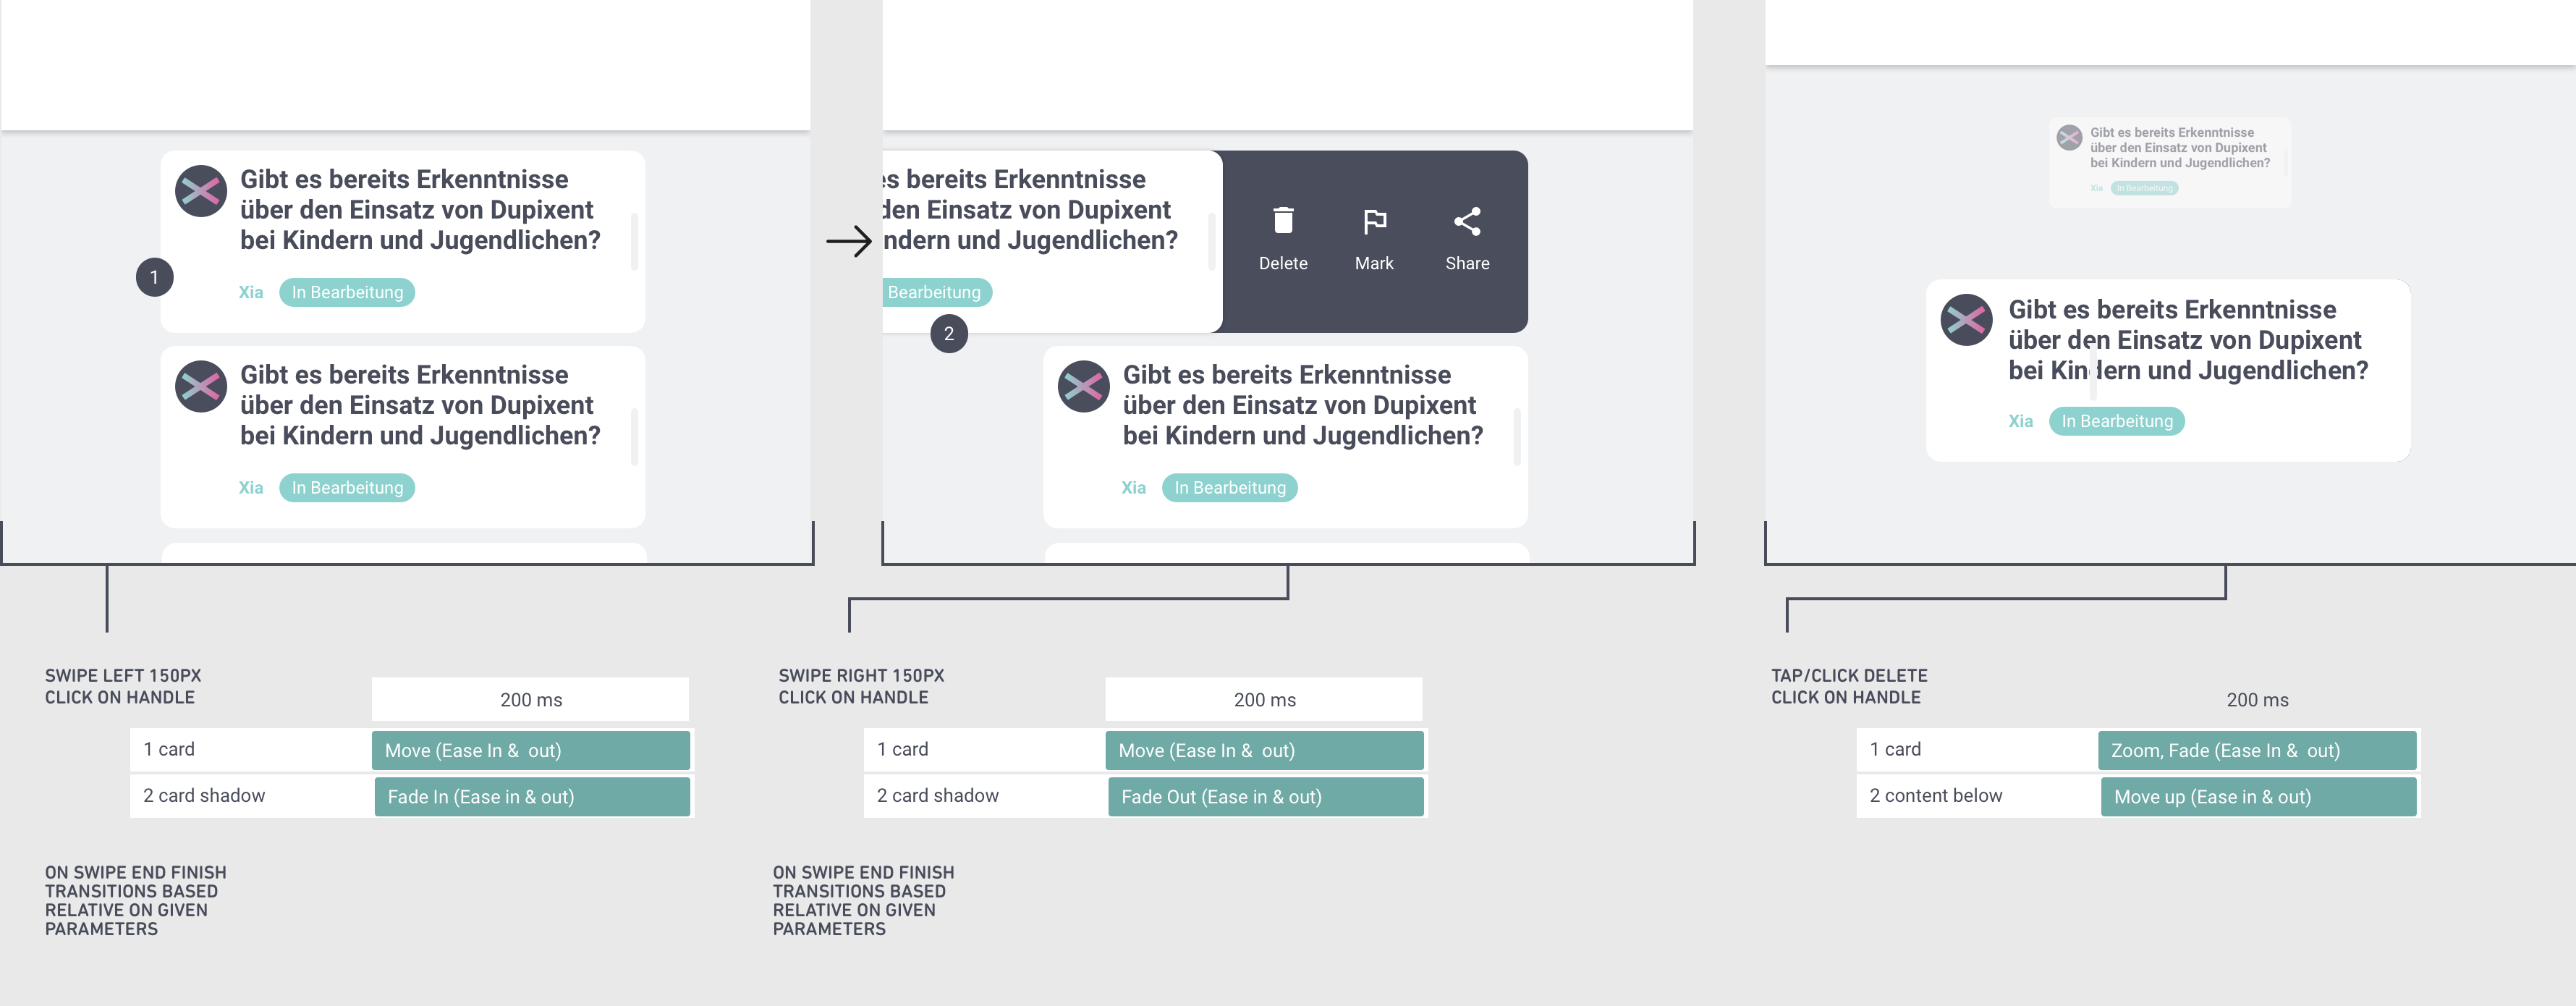 Gibt es bereits Erkenntnisse
über den Einsatz von Dupixent
bei Kindern und Jugendlichen?
Xia In Bearbeitung
1
Gibt es bereits Erkenntnisse
über den Einsatz von Dupixent
bei Kindern und Jugendlichen?
Xia In Bearbeitung
es bereits Erkenntnisse
den Einsatz von Dupixent
ndern und Jugendlichen?
Bearbeitung
2
Delete Mark Share
Gibt es bereits Erkenntnisse
über den Einsatz von Dupixent
bei Kindern und Jugendlichen?
Xia In Bearbeitung
Gibt es bereits Erkenntnisse
über den Einsatz von Dupixent
bei Kindern und Jugendlichen?
Xia In Bearbeitung
Gibt es bereits Erkenntnisse
über den Einsatz von Dupixent
bei Kindern und Jugendlichen?
Xia In Bearbeitung
SWIPE LEFT 150PX
CLICK ON HANDLE
200 ms
1 card Move (Ease In & out)
2 card shadow Fade In (Ease in & out)
ON SWIPE END FINISH
TRANSITIONS BASED
RELATIVE ON GIVEN
PARAMETERS
SWIPE RIGHT 150PX
CLICK ON HANDLE
200 ms
1 card Move (Ease In & out)
2 card shadow Fade Out (Ease in & out)
ON SWIPE END FINISH
TRANSITIONS BASED
RELATIVE ON GIVEN
PARAMETERS
TAP/CLICK DELETE
CLICK ON HANDLE
200 ms
1 card Zoom, Fade (Ease In & out)
2 content below Move up (Ease in & out)